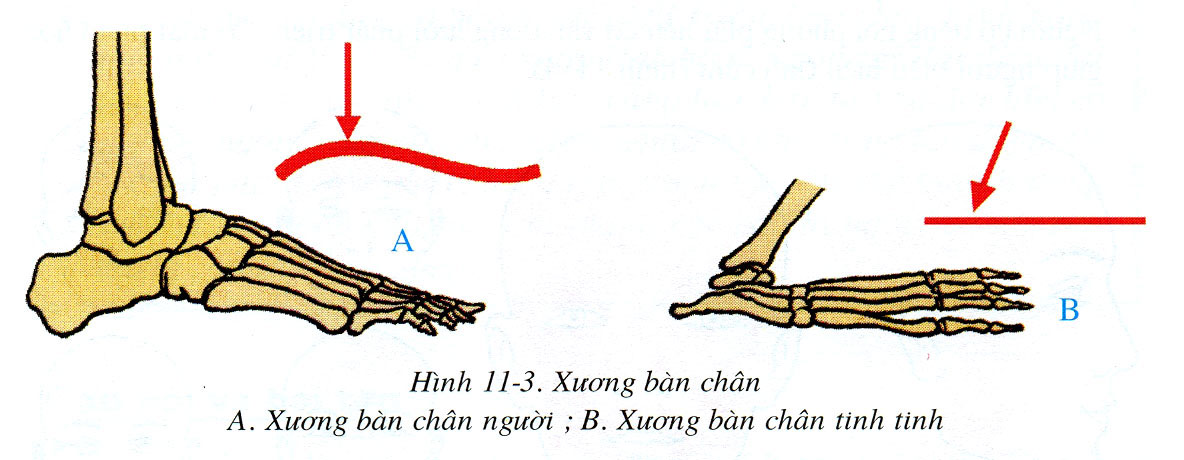 A
B
Hình 11-3. Xương bàn chân
A. Xương bàn chân người ; B. Xương bàn chân tinh tinh